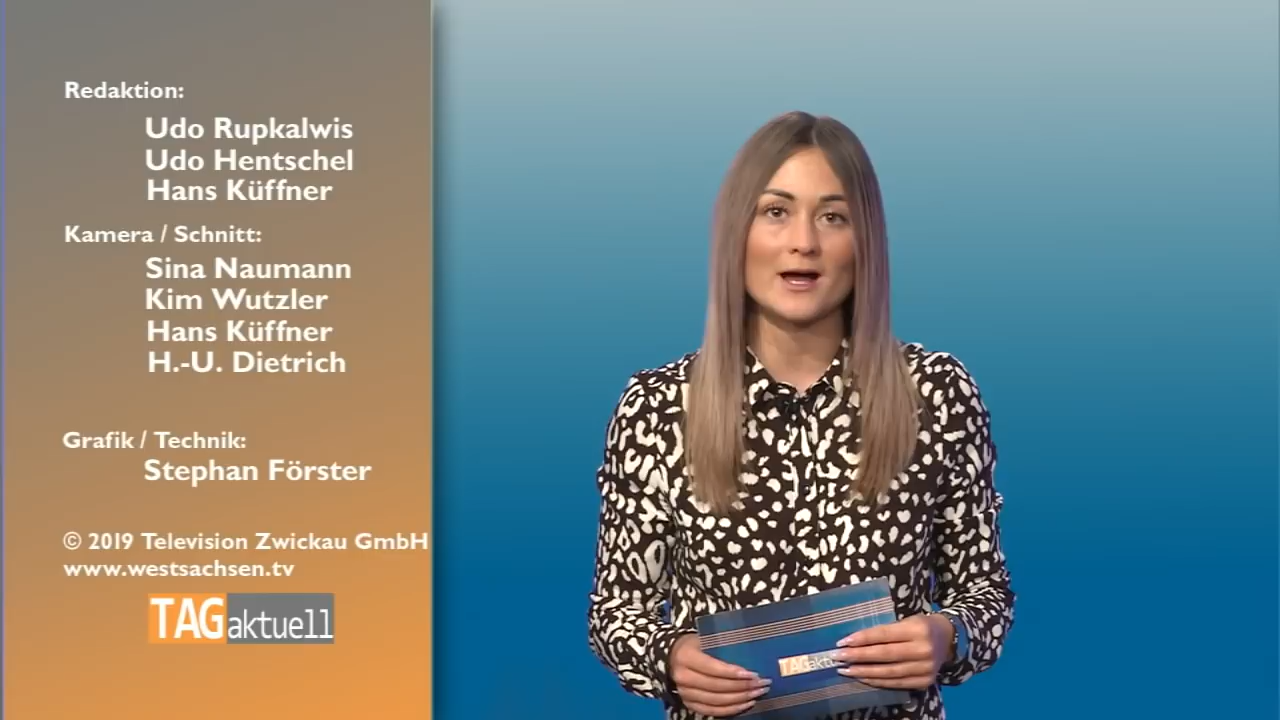 Redaktion:
Udo Rupkalwis
Udo Hentschel
Hans Küffner
Kamera / Schnitt:
Sina Naumann
Kim Wutzler
Hans Küffner
H.-U. Dietrich
Grafik / Technik:
Stephan Förster
© 2019 Television Zwickau GmbH
www.westsachsen.tv
TAGaktuell
TAGaktu